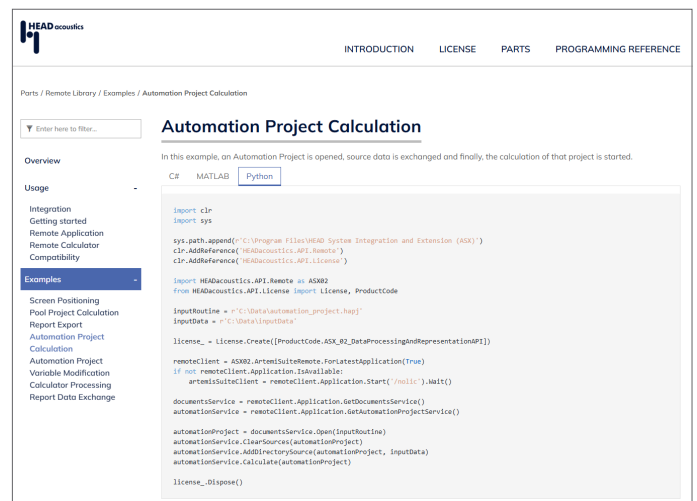 HEAD acoustics
INTRODUCTION LICENSE PARTS PROGRAMMING REFERENCE
Parts / Remote Library / Examples / Automation Project Calculation
Enter here to filter...
Overview
Usage -
Integration
Getting started
Remote Application
Remote Calculator
Compatibility
Examples -
Screen Positioning
Pool Project Calculation
Report Export
Automation Project
Calculation
Automation Project
Variable Modification
Calculator Processing
Report Data Exchange
Automation Project Calculation
In this example, an Automation Project is opened, source data is exchanged and finally, the calculation of that project is started.
C# MATLAB Python
import clr
import sys
sys.path.append(r'C:\Program Files\HEAD System Integration and Extension (ASX)')
clr.AddReference('HEADacoustics.API.Remote')
clr.AddReference('HEADacoustics.API.License')
import HEADacoustics.API.Remote as ASX02
from HEADacoustics.API.License import License, ProductCode
inputRoutine = r'C:\Data\automation_project.hapj'
inputData = r'C:\Data\inputData'
license_ = License.Create([ProductCode.ASX_02_DataProcessingAndRepresentationAPI])
remoteClient = ASX02.ArtemiSuiteRemote.ForLatestApplication(True)
if not remoteClient.Application.IsAvailable:
    artemisSuiteClient = remoteClient.Application.Start('/nolic').Wait()
documentsService = remoteClient.Application.GetDocumentsService()
automationService = remoteClient.Application.GetAutomationProjectService()
automationProject = documentsService.Open(inputRoutine)
automationService.ClearSources(automationProject)
automationService.AddDirectorySource(automationProject, inputData)
automationService.Calculate(automationProject)
license_.Dispose()